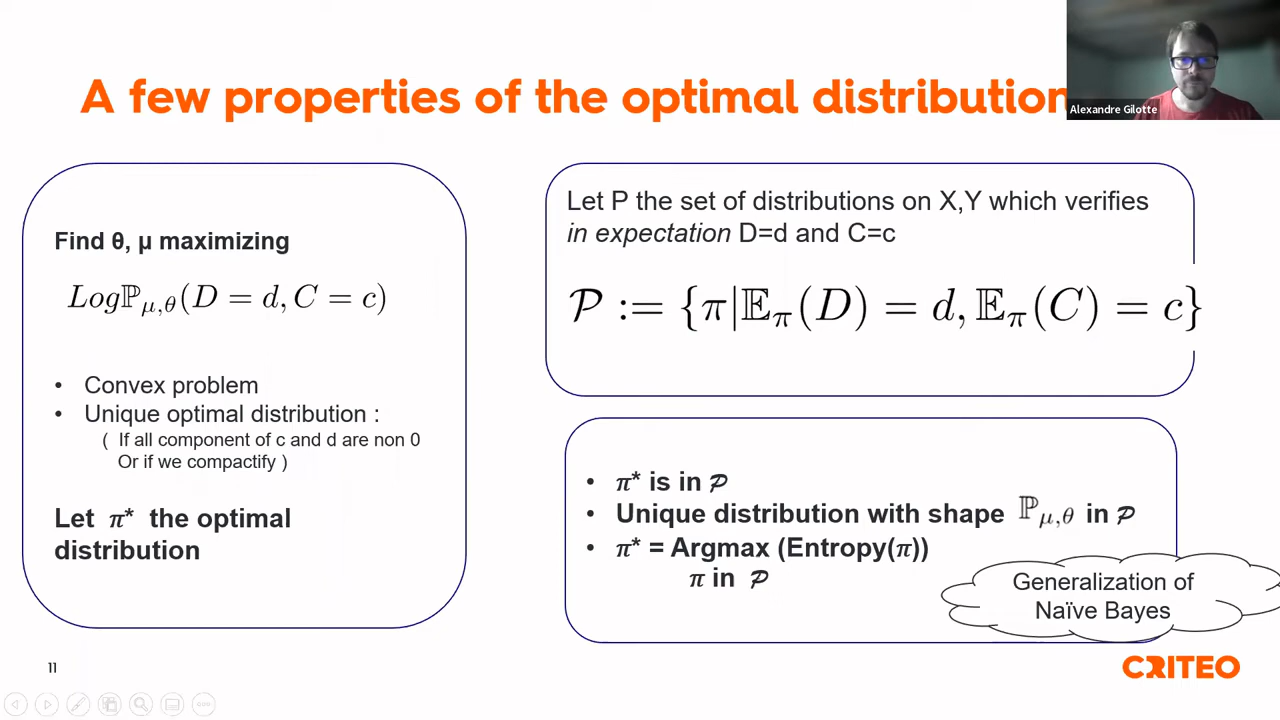 A few properties of the optimal distribution
Alexandre Gilotte
Find θ, μ maximizing
Logℙ_{μ,θ}(D = d, C = c)
• Convex problem
• Unique optimal distribution :
( If all component of c and d are non 0
Or if we compactify )
Let π* the optimal
distribution
Let P the set of distributions on X,Y which verifies
in expectation D=d and C=c
𝒫 := {π|𝔼_π(D) = d, 𝔼_π(C) = c}
• π* is in 𝒫
• Unique distribution with shape ℙ_{μ,θ} in 𝒫
• π* = Argmax (Entropy(π))
π in 𝒫
Generalization of
Naïve Bayes
11
CRITEO